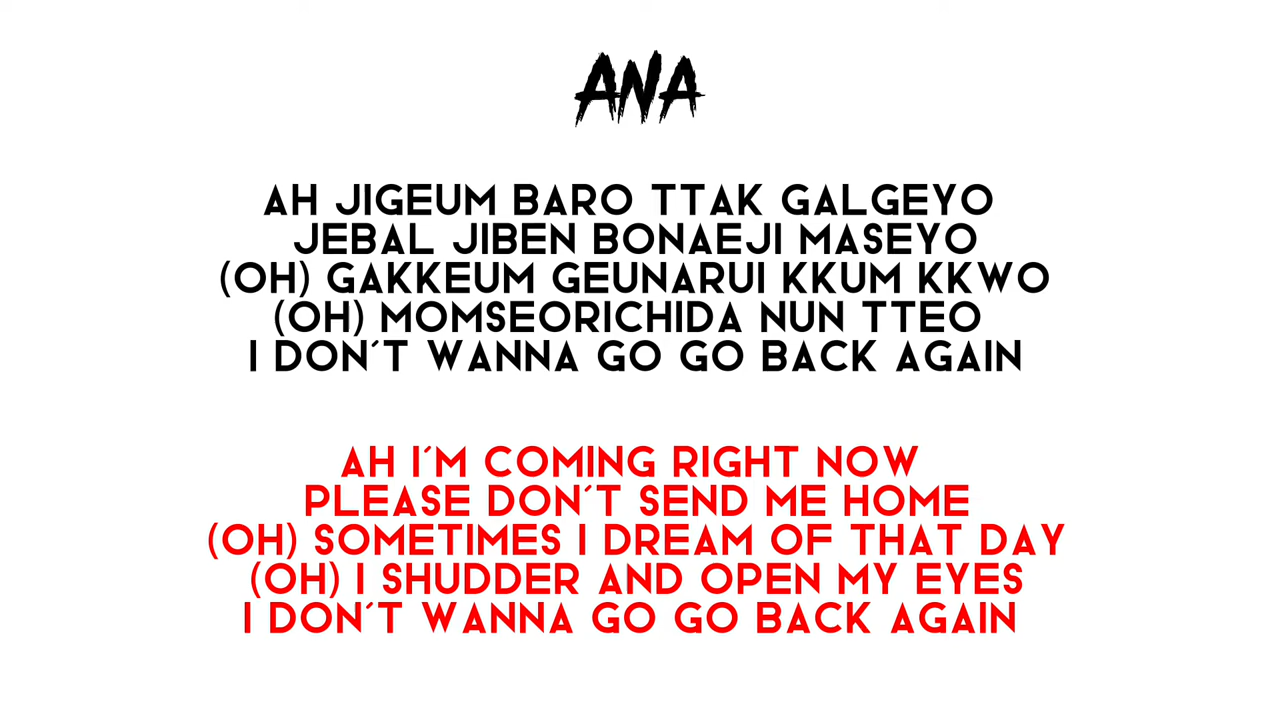 ANA
AH JIGEUM BARO TTAK GALGEYO
JEBAL JIBEN BONAEJI MASEYO
(OH) GAKKEUM GEUNARUI KKUM KKWO
(OH) MOMSEORICHIDA NUN TTEO
I DON'T WANNA GO GO BACK AGAIN
AH I'M COMING RIGHT NOW
PLEASE DON'T SEND ME HOME
(OH) SOMETIMES I DREAM OF THAT DAY
(OH) I SHUDDER AND OPEN MY EYES
I DON'T WANNA GO GO BACK AGAIN